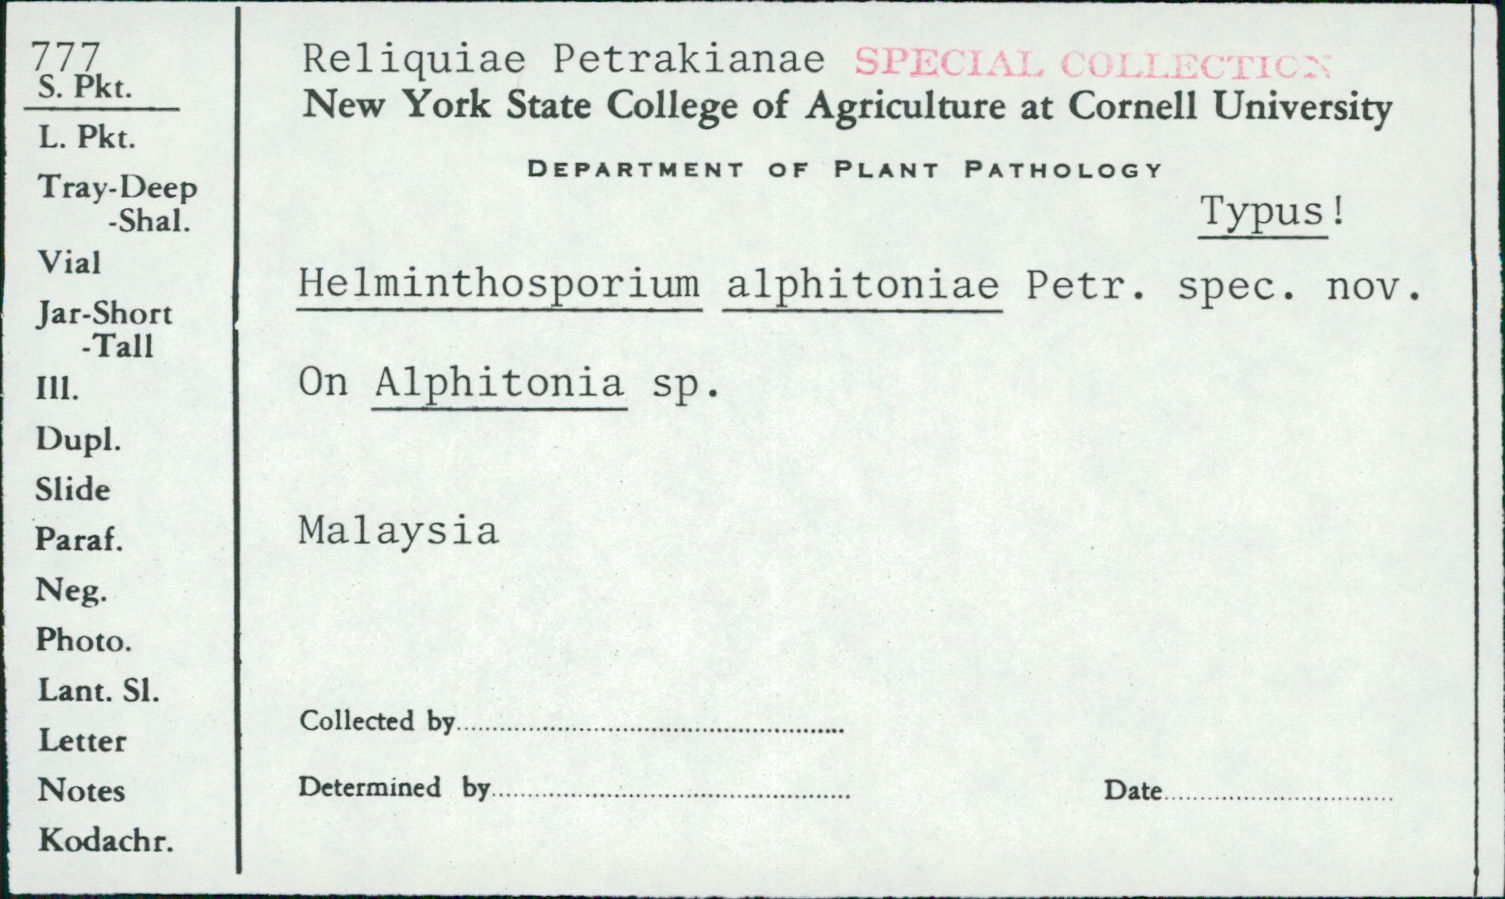 777
S. Pkt.
L. Pkt.
Tray-Deep
-Shal.
Vial
Jar-Short
-Tall
Ill.
Dupl.
Slide
Paraf.
Neg.
Photo.
Lant. Sl.
Letter
Notes
Kodachr.
Reliquiae Petrakianae SPECIAL COLLECTION
New York State College of Agriculture at Cornell University
DEPARTMENT OF PLANT PATHOLOGY
Typus!
Helminthosporium alphitoniae Petr. spec. nov.
On Alphitonia sp.
Malaysia
Collected by
Determined by
Date